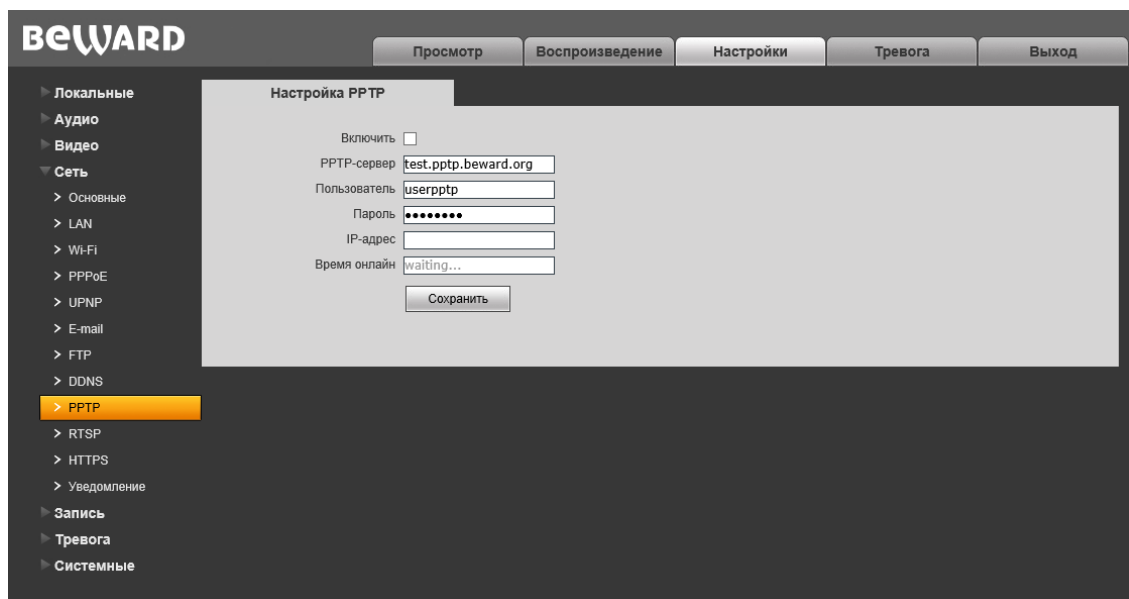 BEWARD
Просмотр Воспроизведение Настройки Тревога Выход
Локальные
Аудио
Видео
Сеть
> Основные
> LAN
> Wi-Fi
> PPPoE
> UPNP
> E-mail
> FTP
> DDNS
> PPTP
> RTSP
> HTTPS
> Уведомление
Запись
Тревога
Системные
Настройка PPTP
Включить
PPTP-сервер test.pptp.beward.org
Пользователь userpptp
Пароль ••••••••
IP-адрес
Время онлайн waiting...
Сохранить